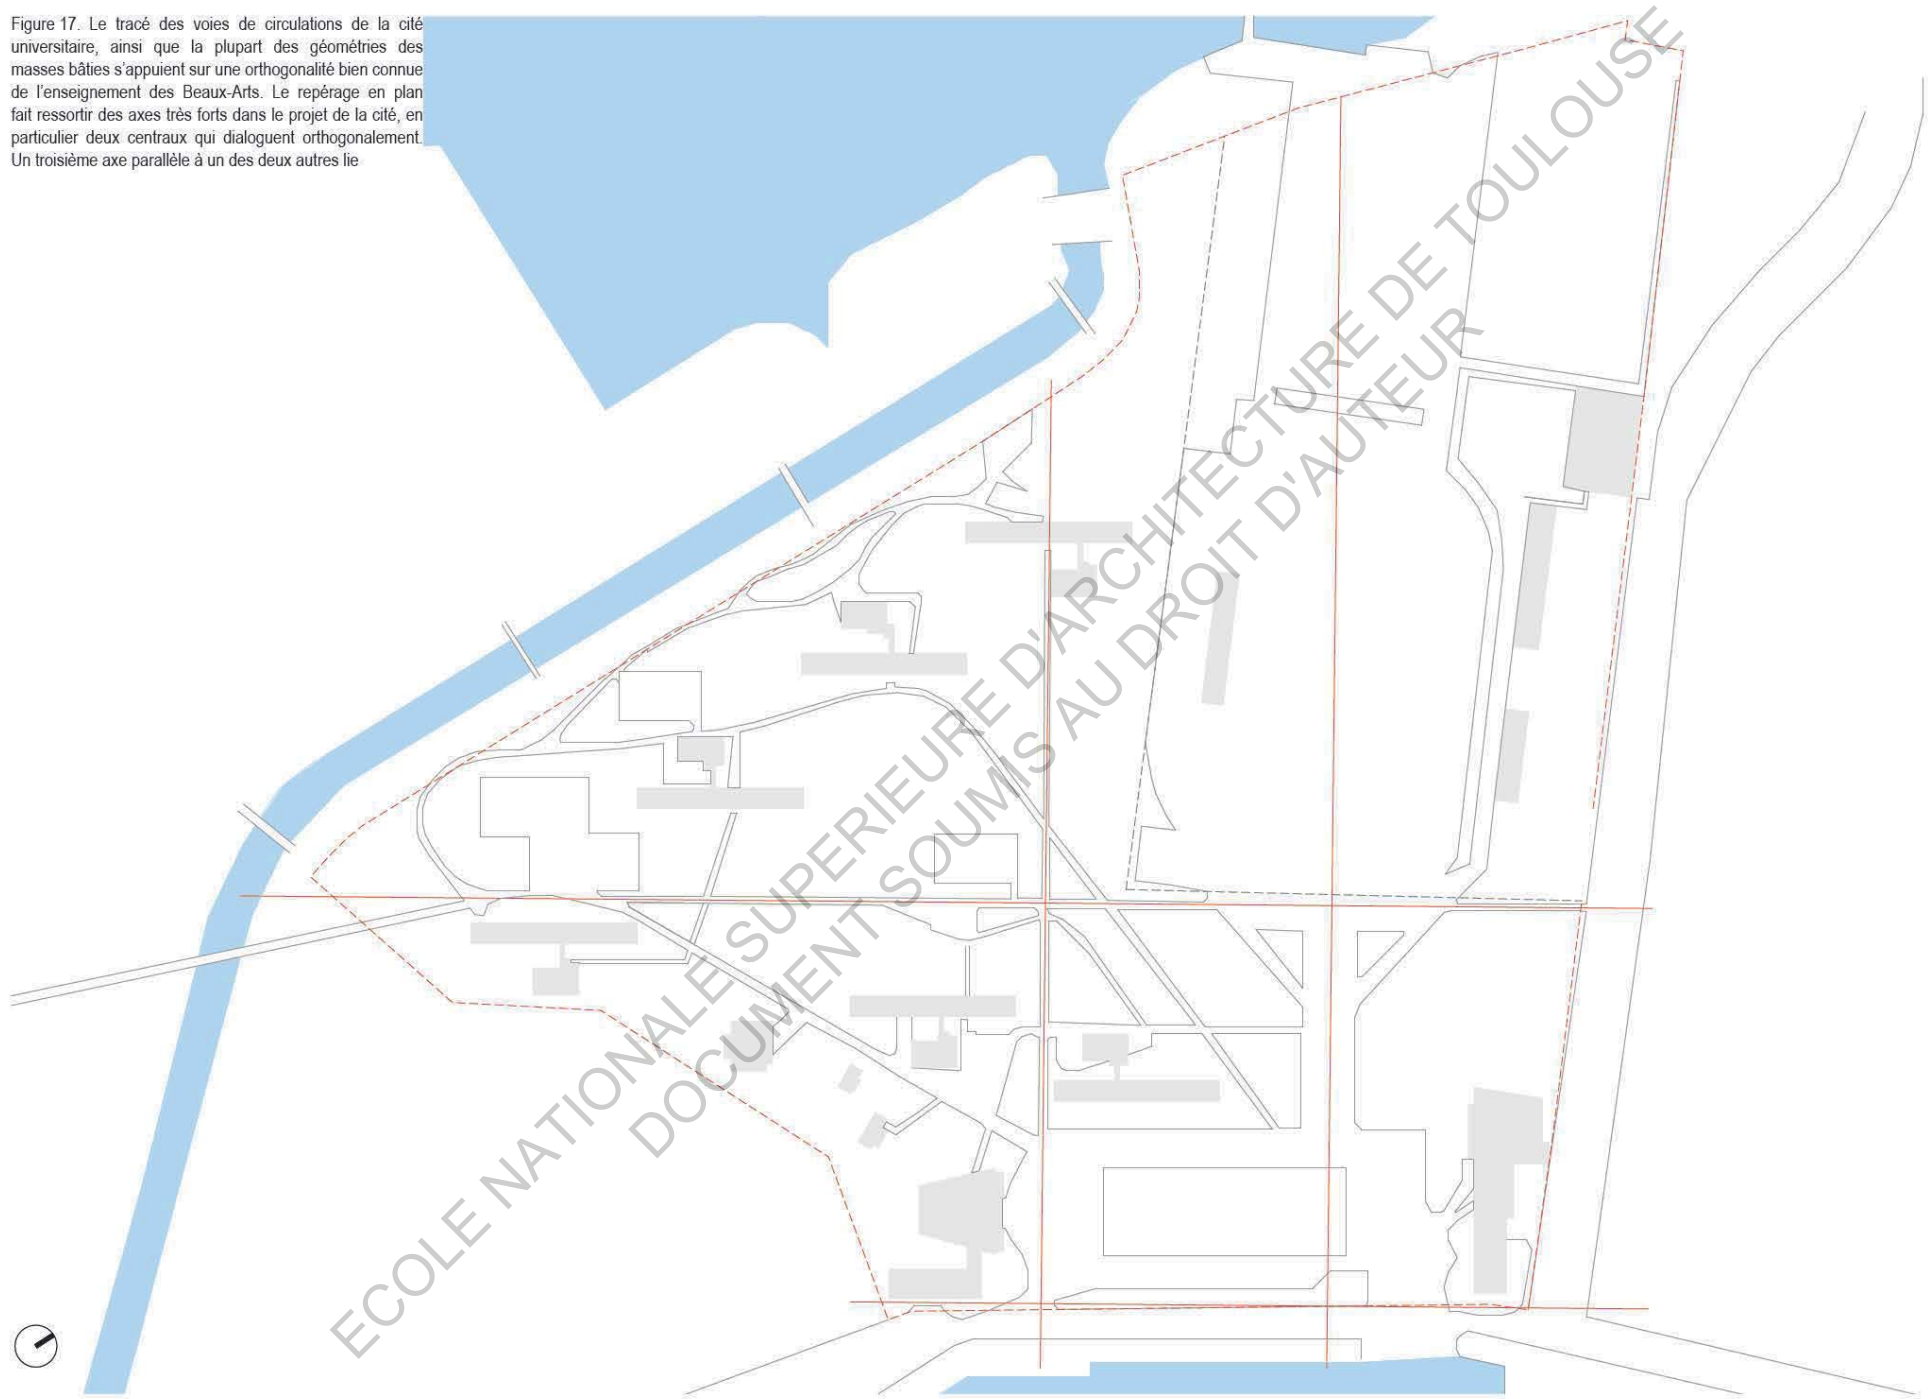 Figure 17. Le tracé des voies de circulations de la cité
universitaire, ainsi que la plupart des géométries des
masses bâties s'appuient sur une orthogonalité bien connue
de l'enseignement des Beaux-Arts. Le repérage en plan
fait ressortir des axes très forts dans le projet de la cité, en
particulier deux centraux qui dialoguent orthogonalement.
Un troisième axe parallèle à un des deux autres lie
ECOLE NATIONALE SUPERIEURE D'ARCHITECTURE DE TOULOUSE
DOCUMENT SOUMIS AU DROIT D'AUTEUR